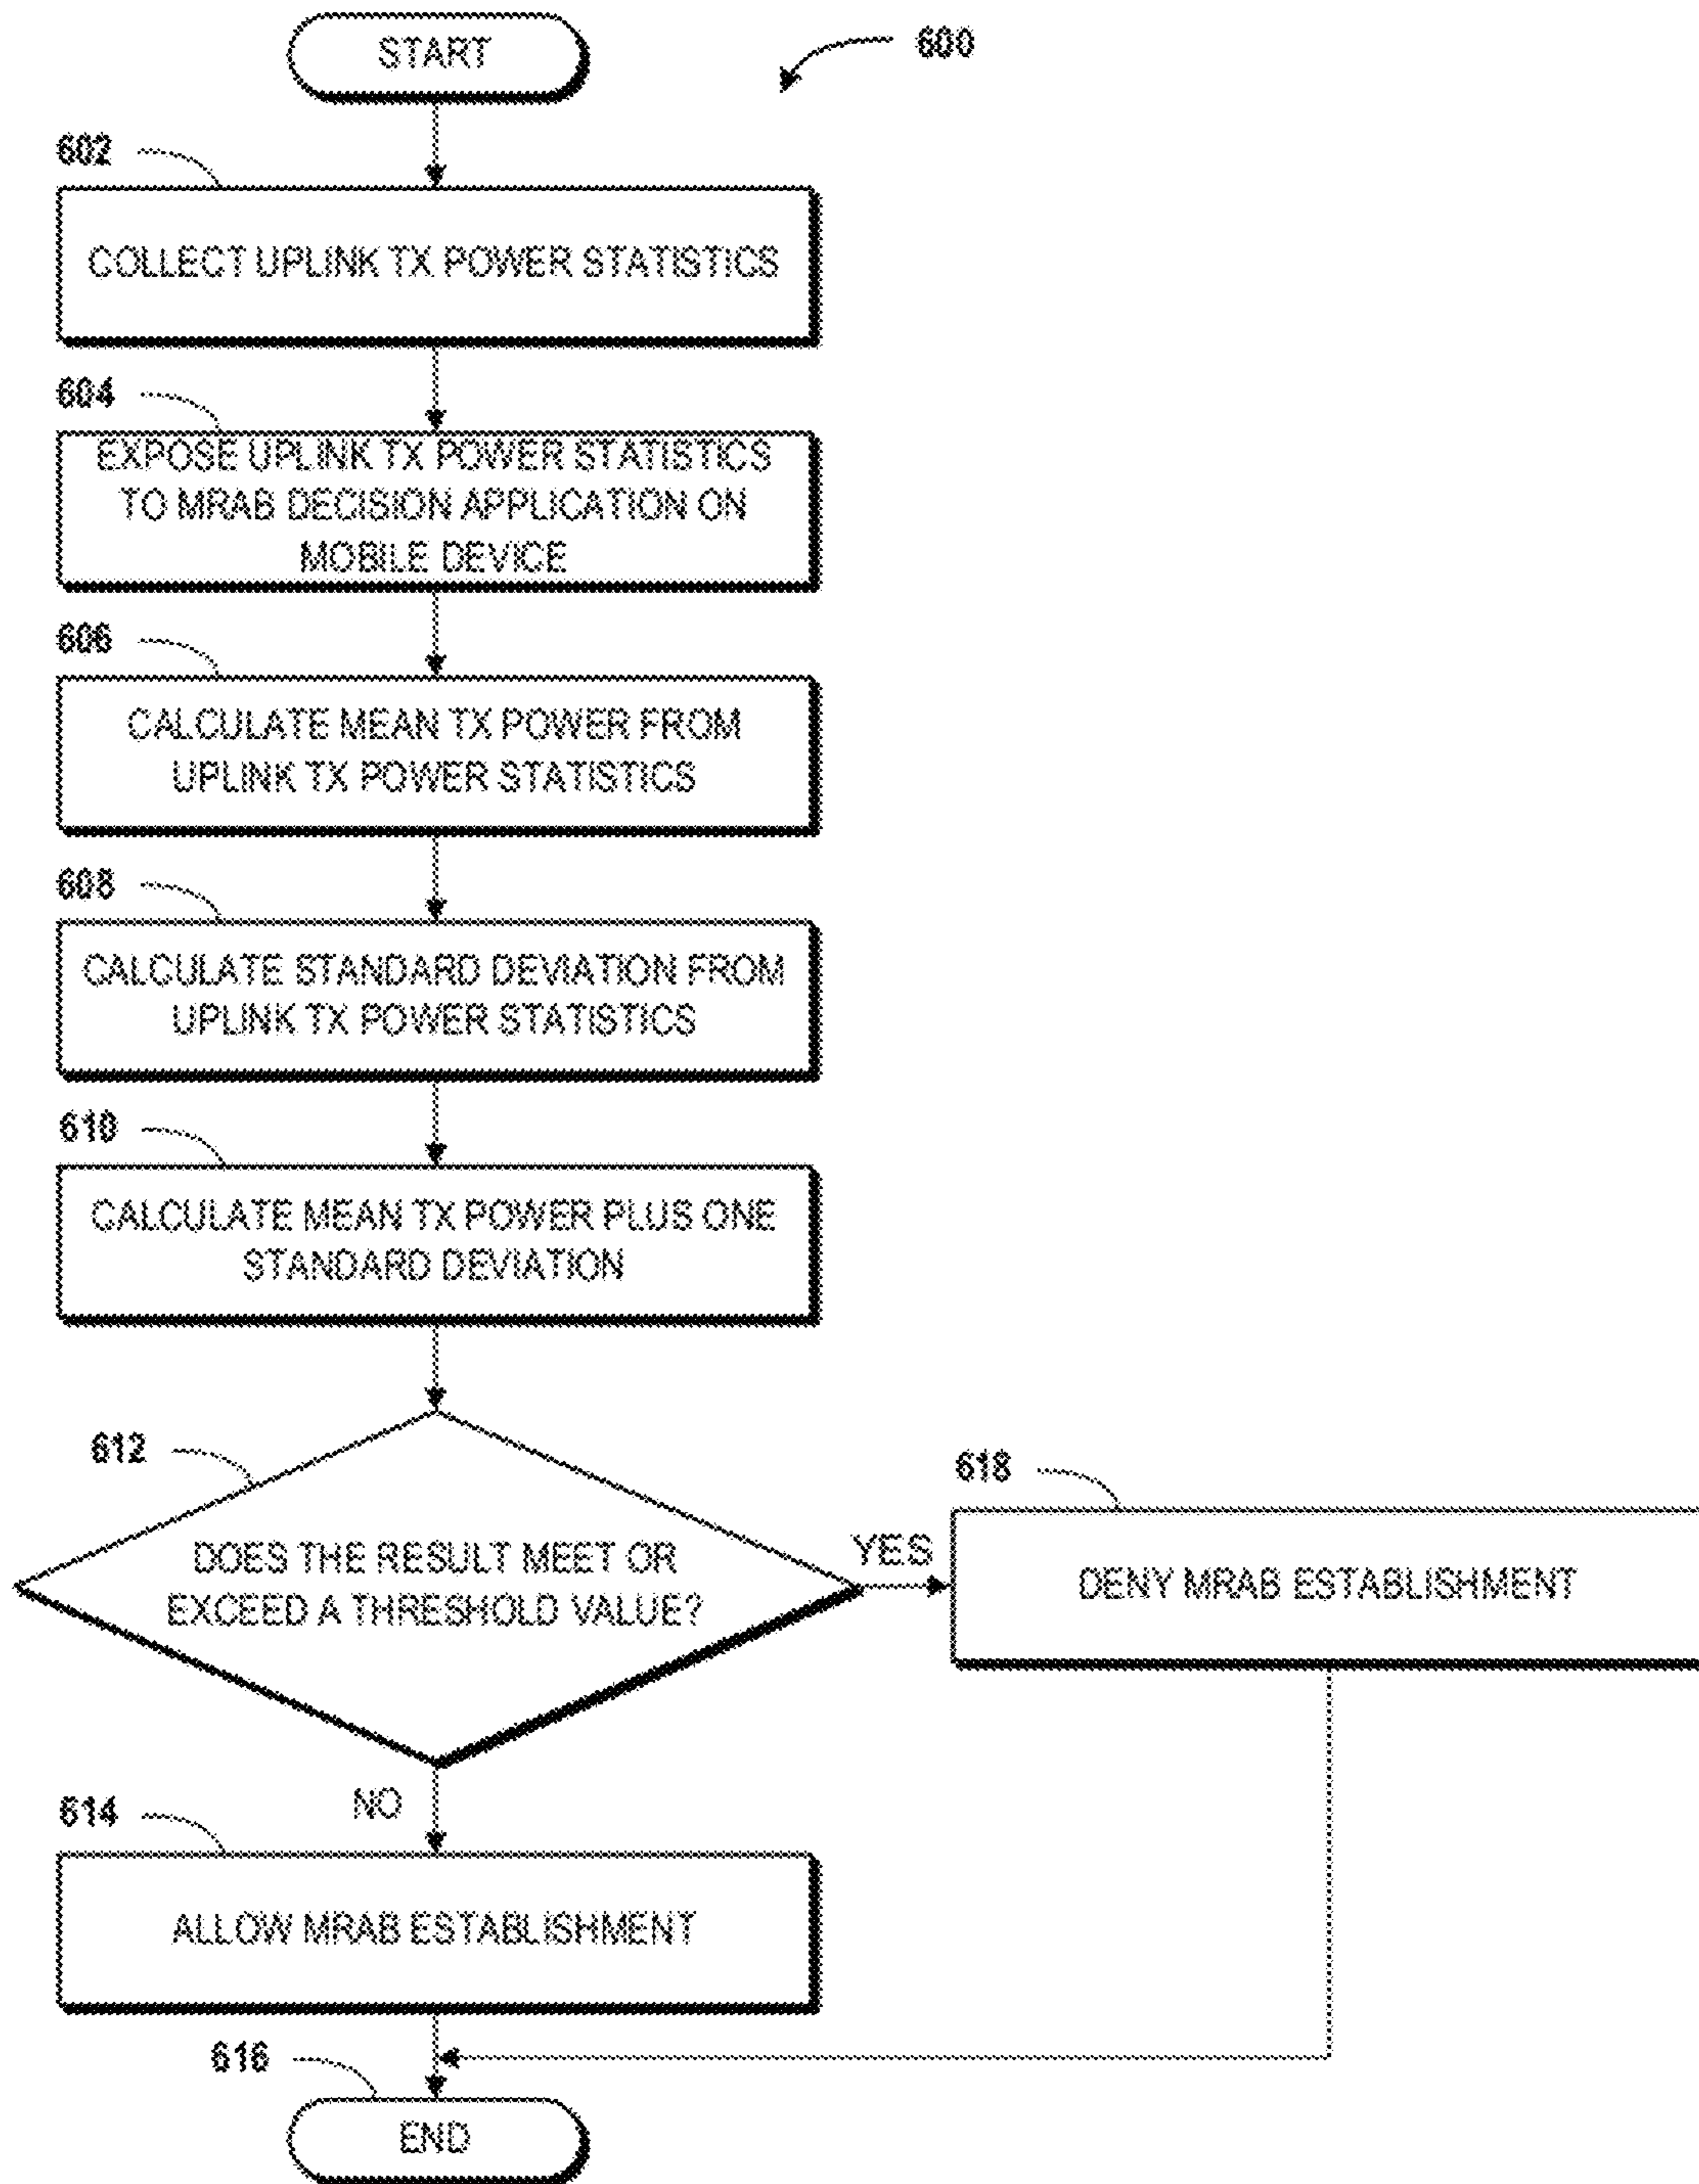 START
600
602
COLLECT UPLINK TX POWER STATISTICS
604
EXPOSE UPLINK TX POWER STATISTICS
TO MRAB DECISION APPLICATION ON
MOBILE DEVICE
606
CALCULATE MEAN TX POWER FROM
UPLINK TX POWER STATISTICS
608
CALCULATE STANDARD DEVIATION FROM
UPLINK TX POWER STATISTICS
610
CALCULATE MEAN TX POWER PLUS ONE
STANDARD DEVIATION
612
DOES THE RESULT MEET OR
EXCEED A THRESHOLD VALUE?
YES
618
DENY MRAB ESTABLISHMENT
NO
614
ALLOW MRAB ESTABLISHMENT
616
END